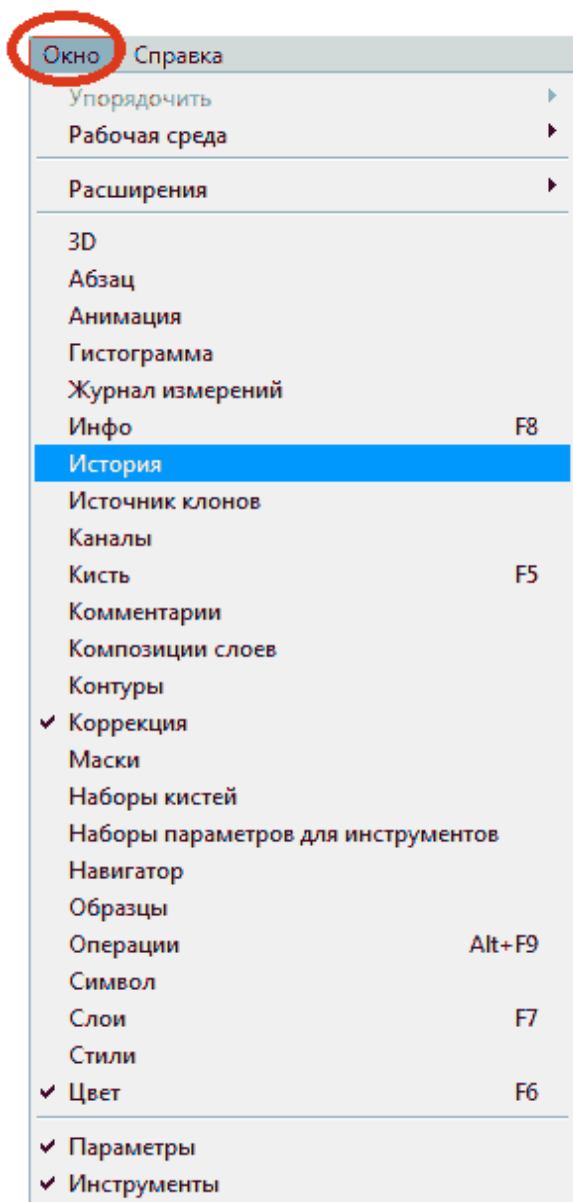 Окно Справка
Упорядочить
Рабочая среда
Расширения
3D
Абзац
Анимация
Гистограмма
Журнал измерений
Инфо F8
История
Источник клонов
Каналы
Кисть F5
Комментарии
Композиции слоев
Контуры
Коррекция
Маски
Наборы кистей
Наборы параметров для инструментов
Навигатор
Образцы
Операции Alt+F9
Символ
Слои F7
Стили
Цвет F6
Параметры
Инструменты